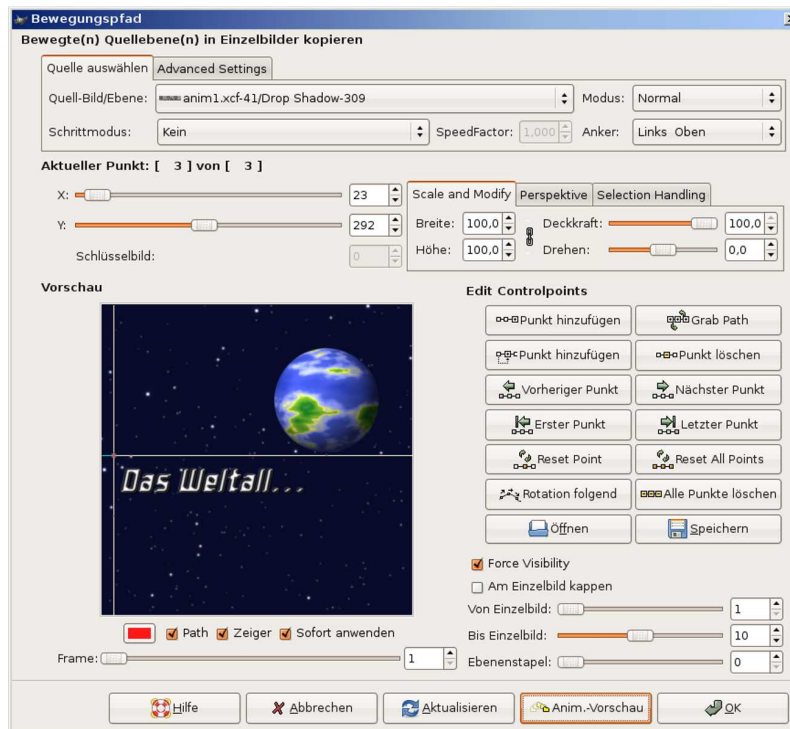 Bewegungspfad
Bewegte(n) Quellebene(n) in Einzelbilder kopieren
Quelle auswählen Advanced Settings
Quell-Bild/Ebene: anim1.xcf-41/Drop Shadow-309 Modus: Normal
Schrittmodus: Kein SpeedFactor: 1,000 Anker: Links Oben
Aktueller Punkt: [ 3 ] von [ 3 ]
X: 23 Scale and Modify Perspektive Selection Handling
Y: 292 Breite: 100,0 Deckkraft: 100,0
Schlüsselbild: 0 Höhe: 100,0 Drehen: 0,0
Vorschau
Edit Controlpoints
Punkt hinzufügen Grab Path
Punkt hinzufügen Punkt löschen
Vorheriger Punkt Nächster Punkt
Erster Punkt Letzter Punkt
Das Weltall...
Reset Point Reset All Points
Rotation folgend Alle Punkte löschen
Öffnen Speichern
Force Visibility
Am Einzelbild kappen
Von Einzelbild: 1
Path Zeiger Sofort anwenden
Bis Einzelbild: 10
Frame: 1
Ebenenstapel: 0
Hilfe Abbrechen Aktualisieren Anim.-Vorschau OK